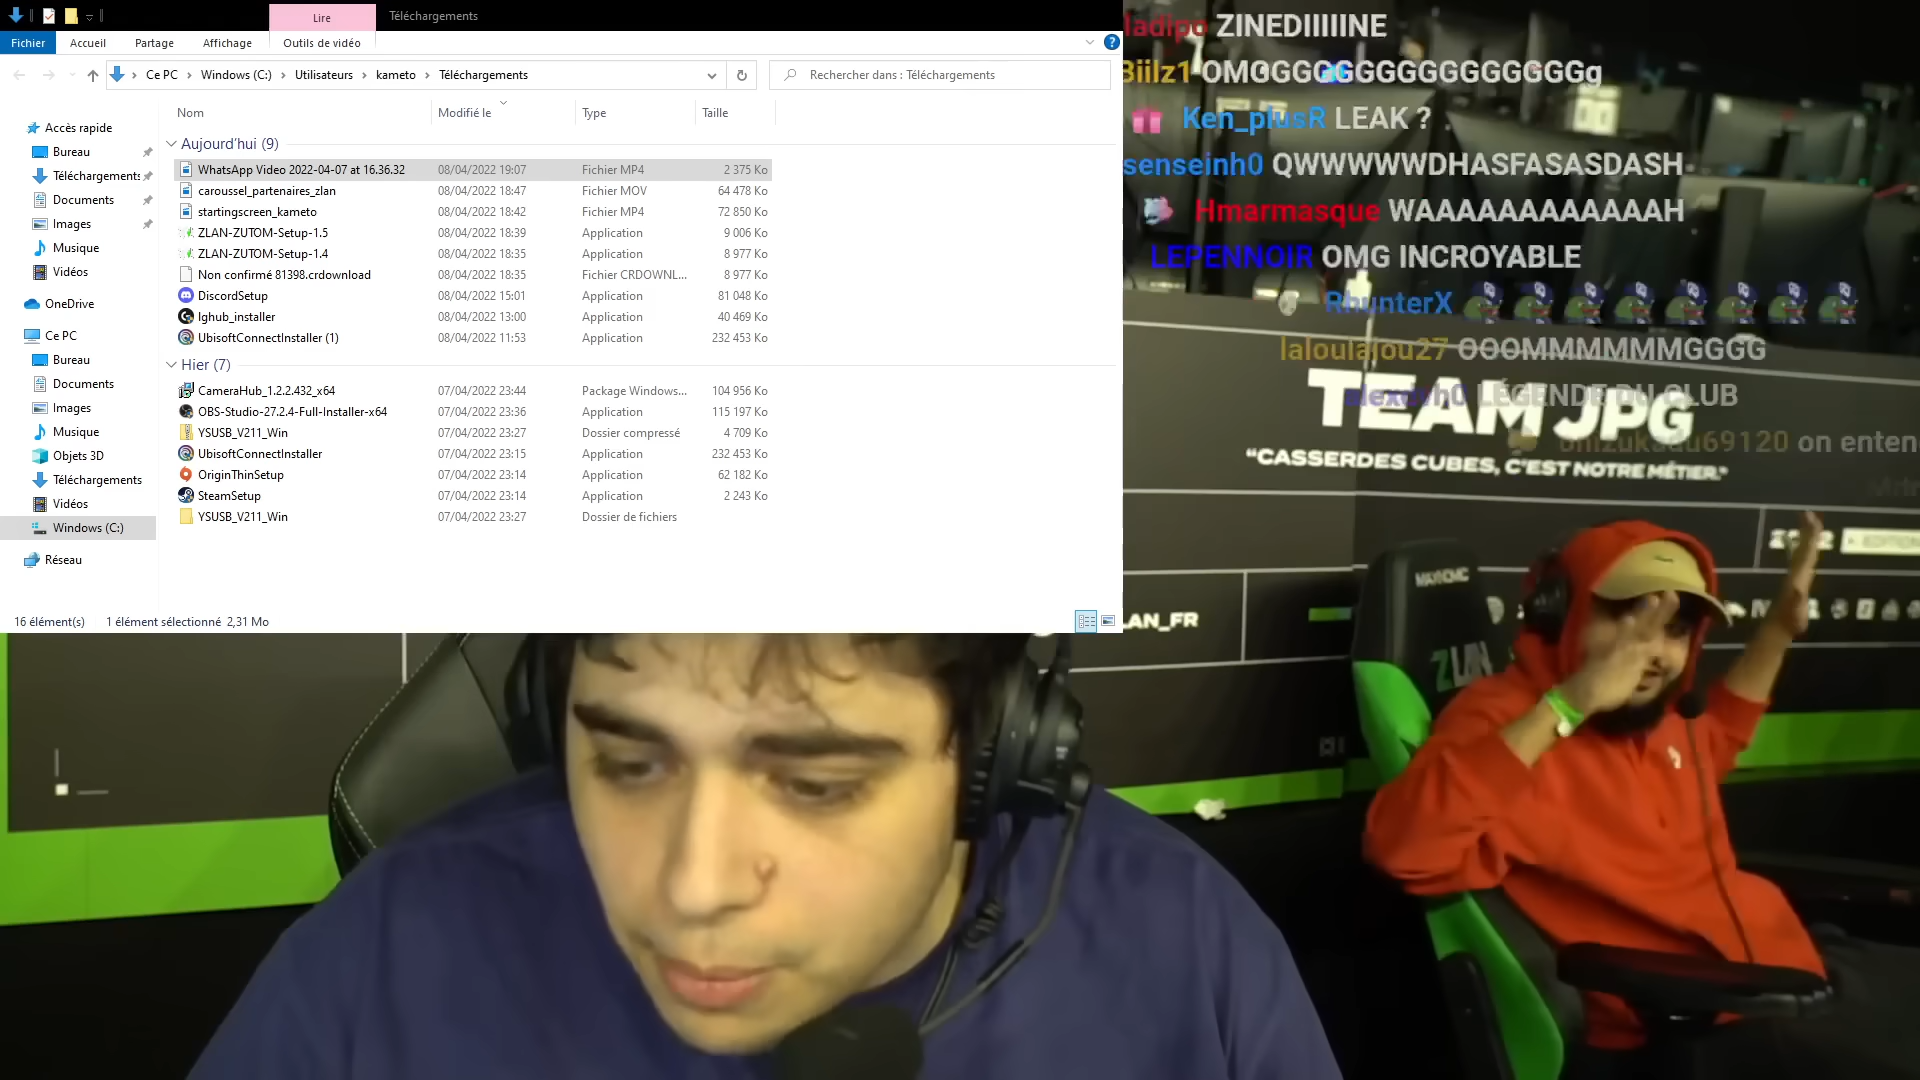 Lire
Téléchargements
Fichier
Accueil
Partage
Affichage
Outils de vidéo
Ce PC
Windows (C:)
Utilisateurs
kameto
Téléchargements
Rechercher dans : Téléchargements
Nom
Modifié le
Type
Taille
Accès rapide
Bureau
Téléchargements
Documents
Images
Musique
Vidéos
OneDrive
Ce PC
Bureau
Documents
Images
Musique
Objets 3D
Téléchargements
Vidéos
Windows (C:)
Réseau
Aujourd'hui (9)
WhatsApp Video 2022-04-07 at 16.36.32 08/04/2022 19:07 Fichier MP4 2 375 Ko
caroussel_partenaires_zlan 08/04/2022 18:47 Fichier MOV 64 478 Ko
startingscreen_kameto 08/04/2022 18:42 Fichier MP4 72 850 Ko
ZLAN-ZUTOM-Setup-1.5 08/04/2022 18:39 Application 9 006 Ko
ZLAN-ZUTOM-Setup-1.4 08/04/2022 18:35 Application 8 977 Ko
Non confirmé 81398.crdownload 08/04/2022 18:35 Fichier CRDOWNL... 8 977 Ko
DiscordSetup 08/04/2022 15:01 Application 81 048 Ko
lghub_installer 08/04/2022 13:00 Application 40 469 Ko
UbisoftConnectInstaller (1) 08/04/2022 11:53 Application 232 453 Ko
Hier (7)
CameraHub_1.2.2.432_x64 07/04/2022 23:44 Package Windows... 104 956 Ko
OBS-Studio-27.2.4-Full-Installer-x64 07/04/2022 23:36 Application 115 197 Ko
YSUSB_V211_Win 07/04/2022 23:27 Dossier compressé 4 709 Ko
UbisoftConnectInstaller 07/04/2022 23:15 Application 232 453 Ko
OriginThinSetup 07/04/2022 23:14 Application 62 182 Ko
SteamSetup 07/04/2022 23:14 Application 2 243 Ko
YSUSB_V211_Win 07/04/2022 23:27 Dossier de fichiers
16 élément(s) 1 élément sélectionné 2,31 Mo
ladipo ZINEDIIIIINE
Biilz1 OMOGGGGGGGGGGGGGGGg
Ken_plusR LEAK ?
senseinh0 QWWWWWDHASFASASDASH
Hmarmasque WAAAAAAAAAAAAH
LEPENNOIR OMG INCROYABLE
RhunterX
lalouialou27 OOOMMMMMMGGGG
LÉGENDE DU CLUB
on enten
TEAM JPG
“CASSER DES CUBES, C'EST NOTRE MÉTIER.”
EDITION
MAXNOMIC
ZLAN
LAN_FR